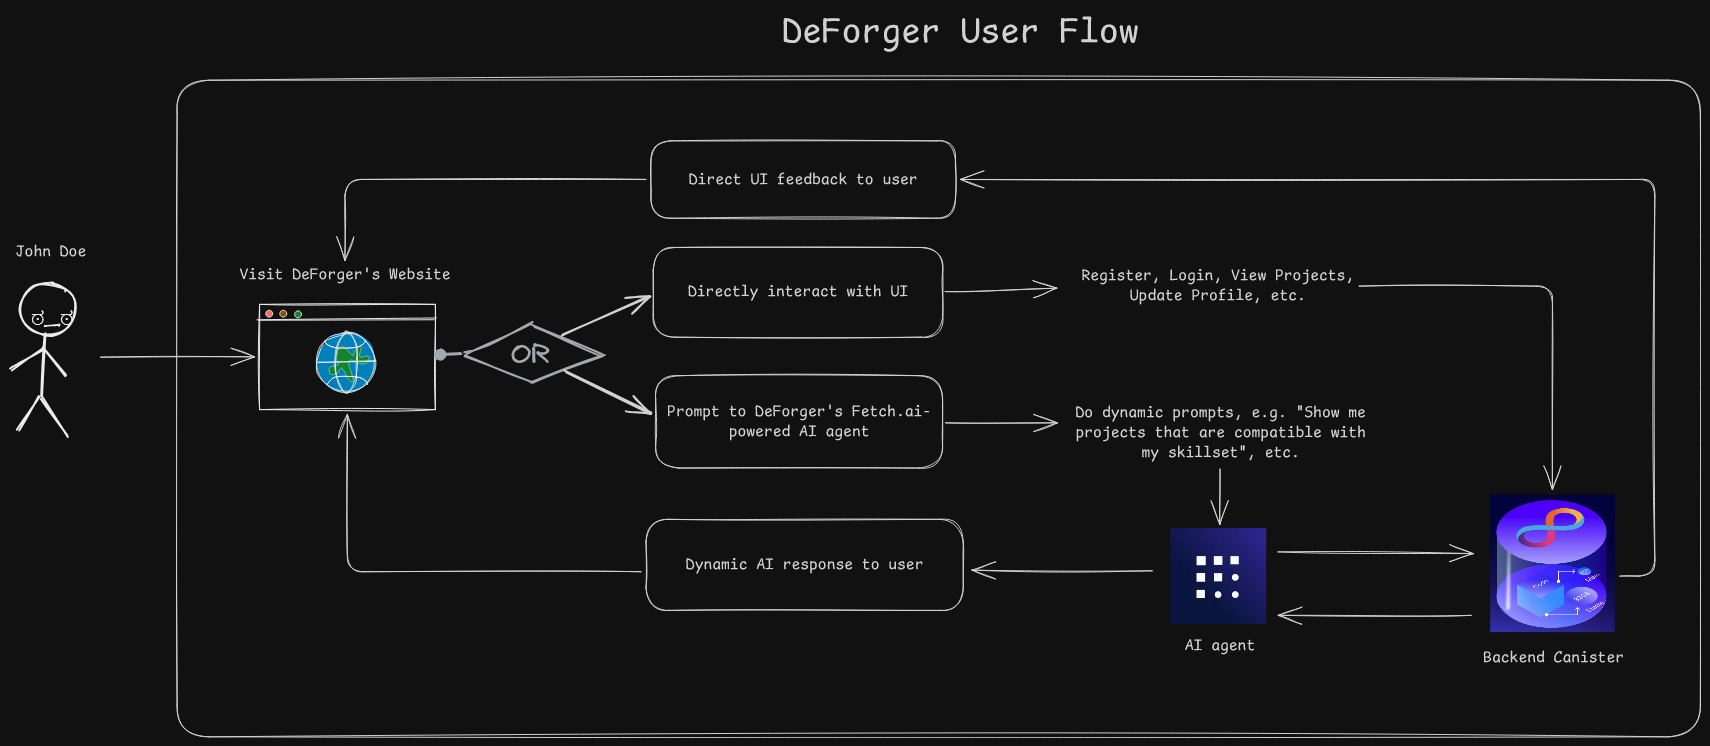 DeForger User Flow
Direct UI feedback to user
John Doe
Visit DeForger's Website
Directly interact with UI
Register, Login, View Projects,
Update Profile, etc.
OR
Prompt to DeForger's Fetch.ai-
powered AI agent
Do dynamic prompts, e.g. "Show me
projects that are compatible with
my skillset", etc.
Dynamic AI response to user
AI agent
Backend Canister